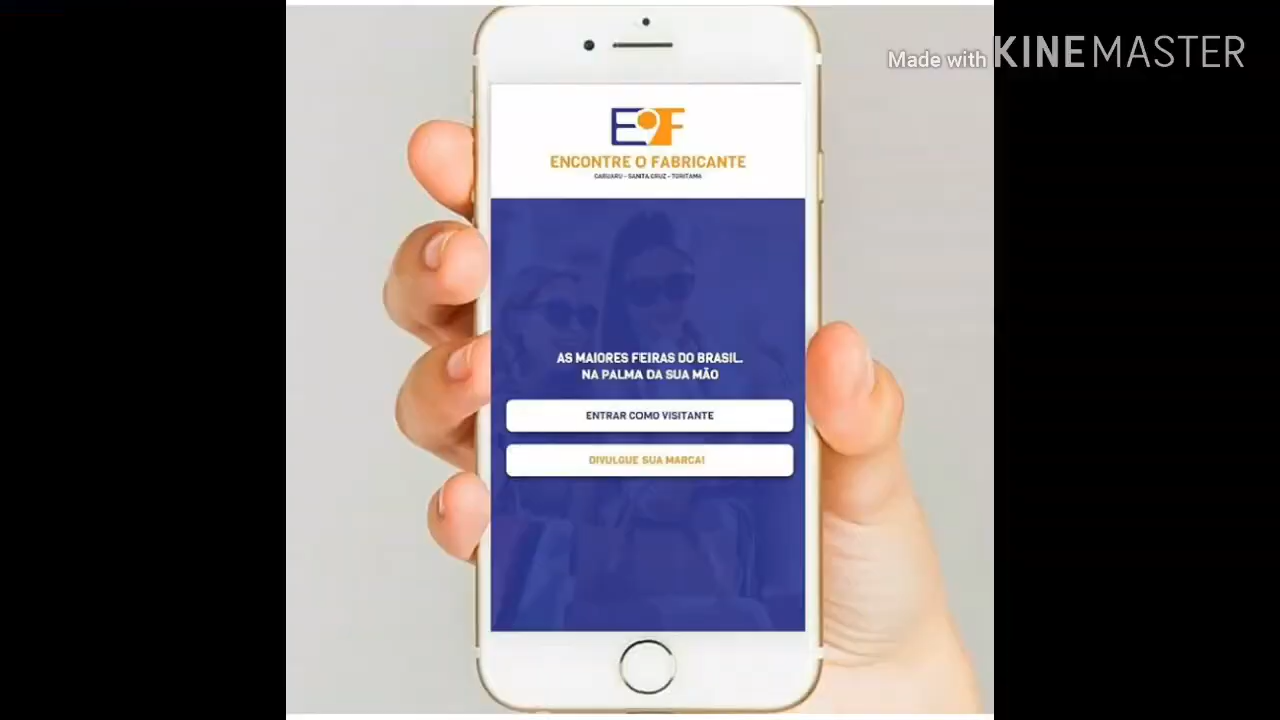 Made with KINEMASTER
EOF
ENCONTRE O FABRICANTE
CARUARU - SANTA CRUZ - TORITAMA
AS MAIORES FEIRAS DO BRASIL.
NA PALMA DA SUA MÃO
ENTRAR COMO VISITANTE
DIVULGUE SUA MARCA!